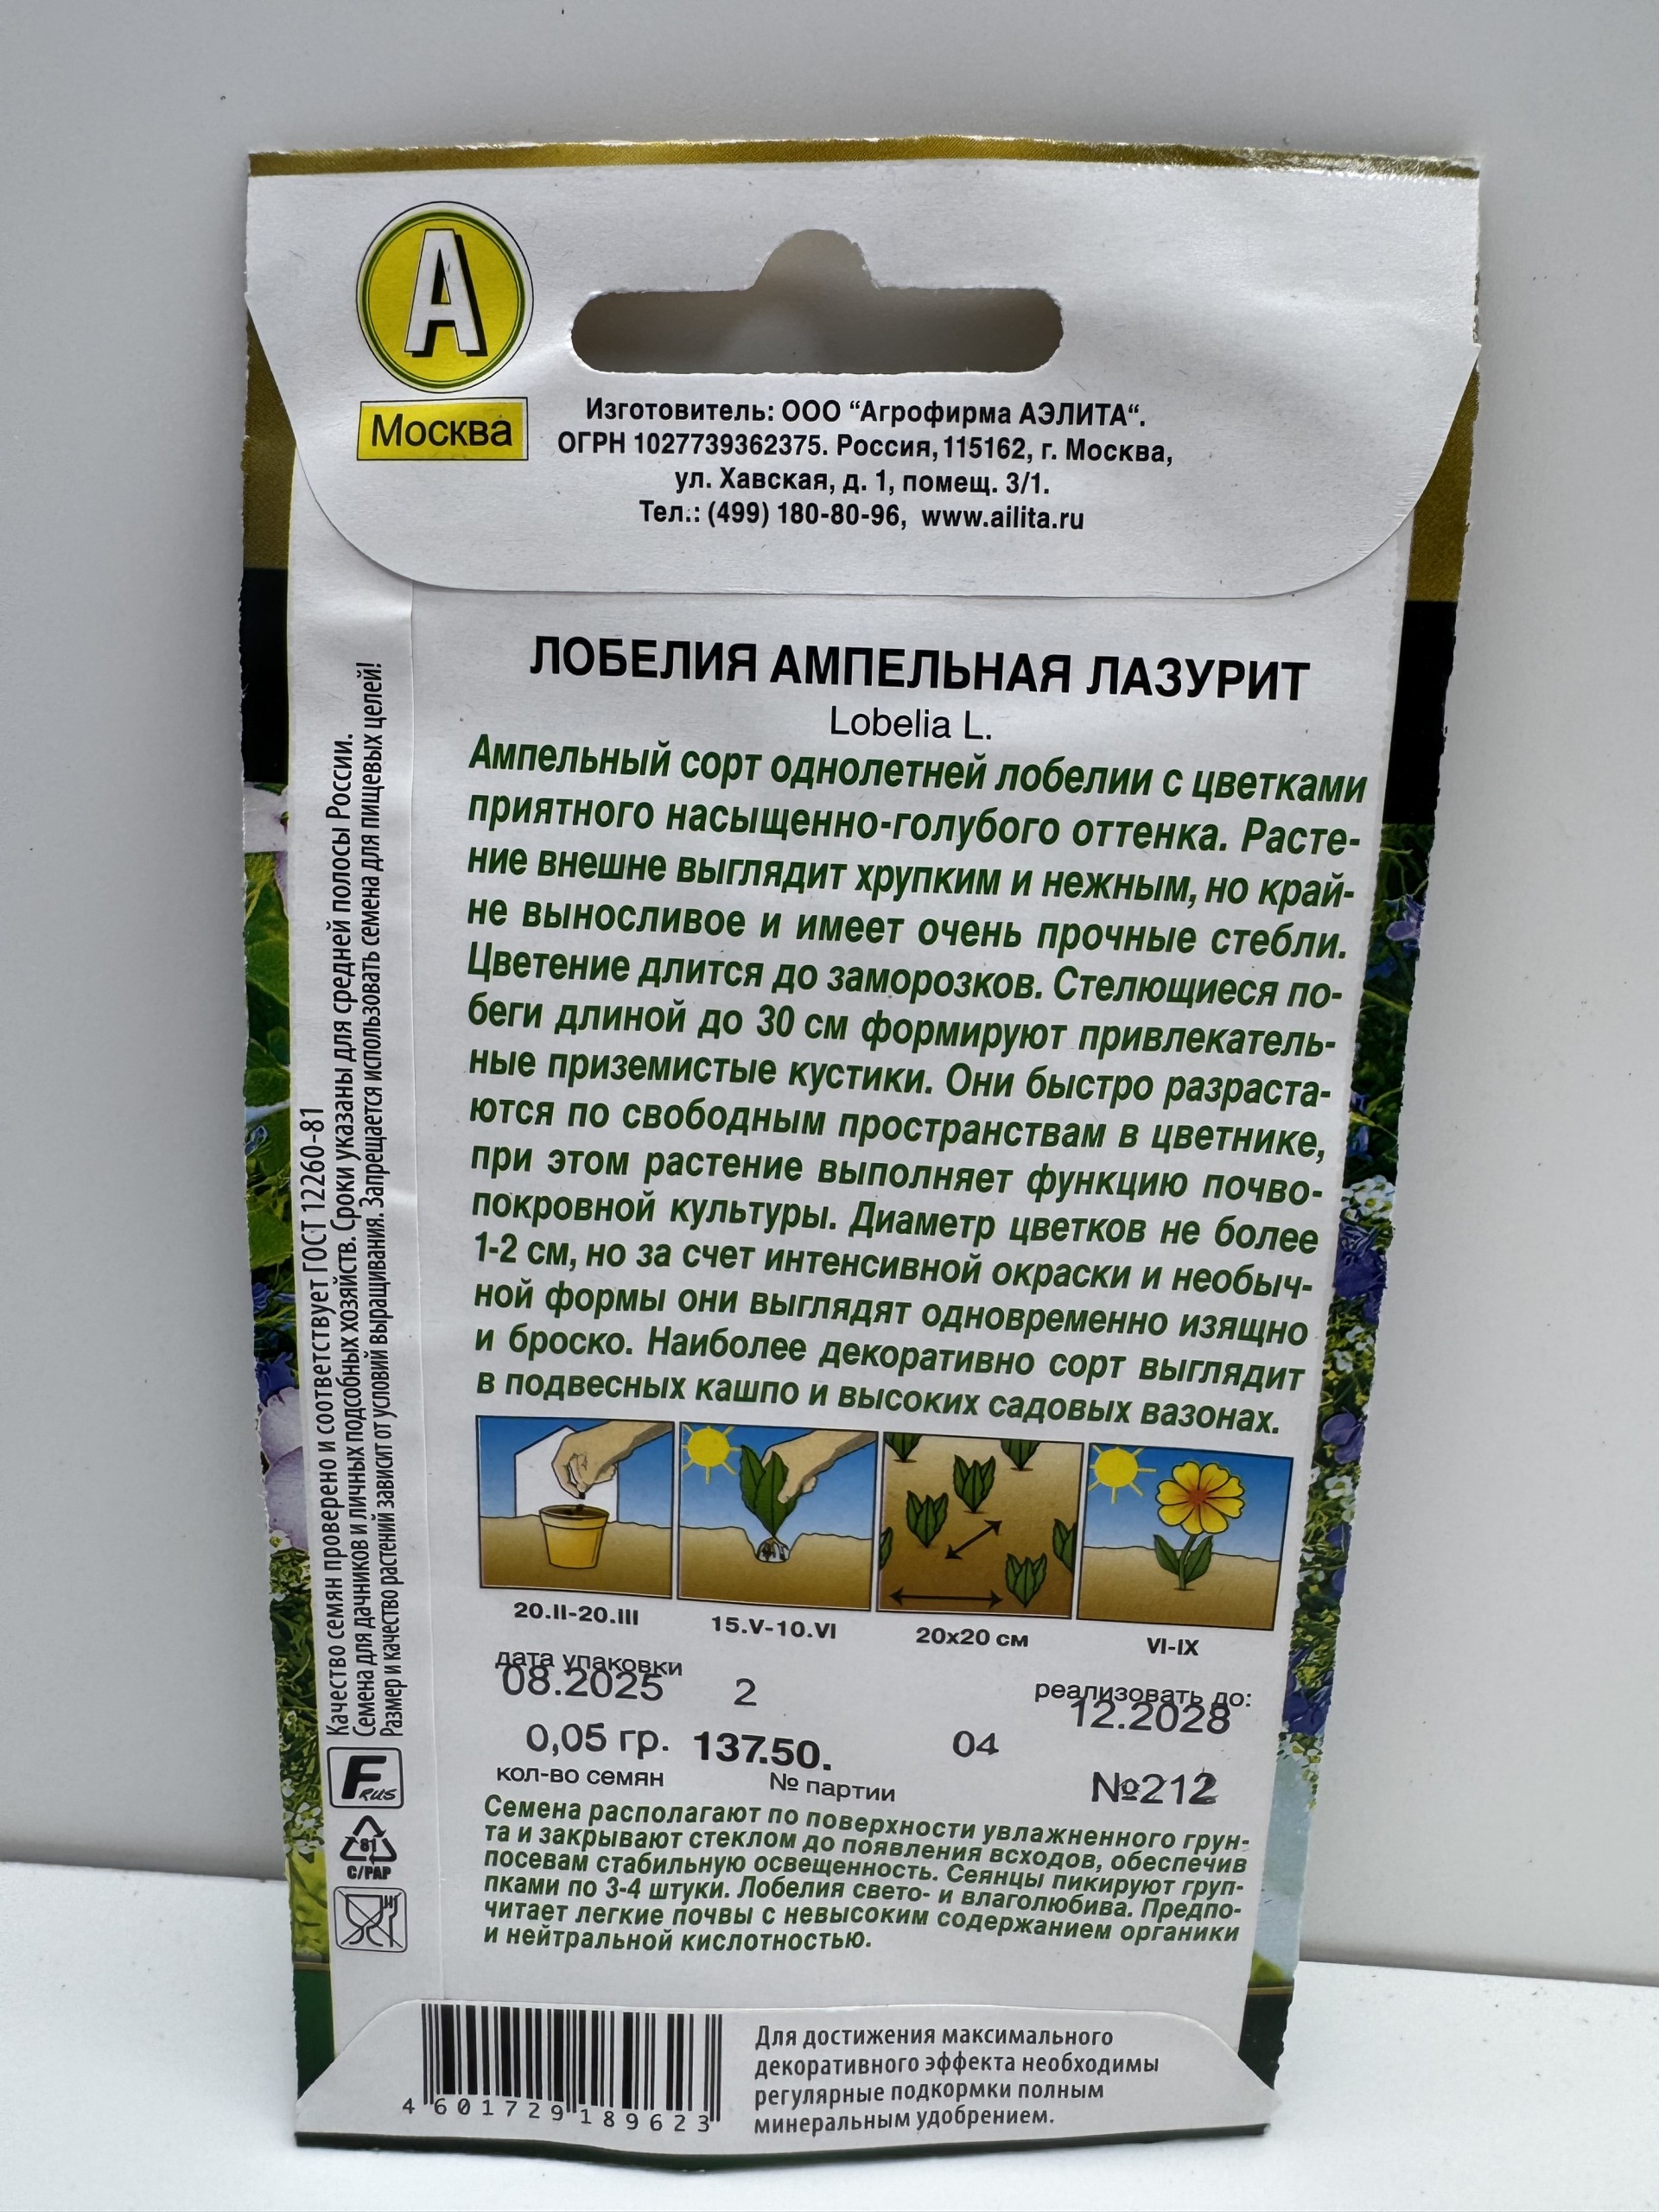 А
Москва
Изготовитель: ООО “Агрофирма АЭЛИТА“.
ОГРН 1027739362375. Россия, 115162, г. Москва,
ул. Хавская, д. 1, помещ. 3/1.
Тел.: (499) 180-80-96, www.ailita.ru
ЛОБЕЛИЯ АМПЕЛЬНАЯ ЛАЗУРИТ
Lobelia L.
Ампельный сорт однолетней лобелии с цветками
приятного насыщенно-голубого оттенка. Расте-
ние внешне выглядит хрупким и нежным, но край-
не выносливое и имеет очень прочные стебли.
Цветение длится до заморозков. Стелющиеся по-
беги длиной до 30 см формируют привлекатель-
ные приземистые кустики. Они быстро разраста-
ются по свободным пространствам в цветнике,
при этом растение выполняет функцию почво-
покровной культуры. Диаметр цветков не более
1-2 см, но за счет интенсивной окраски и необыч-
ной формы они выглядят одновременно изящно
и броско. Наиболее декоративно сорт выглядит
в подвесных кашпо и высоких садовых вазонах.
20.II-20.III
15.V-10.VI
20х20 см
VI-IX
дата упаковки
08.2025
2
реализовать до:
12.2028
0,05 гр.
137.50.
04
кол-во семян
№ партии
№212
Семена располагают по поверхности увлажненного грун-
та и закрывают стеклом до появления всходов, обеспечив
посевам стабильную освещенность. Сеянцы пикируют груп-
пками по 3-4 штуки. Лобелия свето- и влаголюбива. Предпо-
читает легкие почвы с невысоким содержанием органики
и нейтральной кислотностью.
Качество семян проверено и соответствует ГОСТ 12260-81
Семена для дачников и личных подсобных хозяйств. Сроки указаны для средней полосы России.
Размер и качество растений зависит от условий выращивания. Запрещается использовать семена для пищевых целей!
F RUS
81
C/PAP
4 601729 189623
Для достижения максимального
декоративного эффекта необходимы
регулярные подкормки полным
минеральным удобрением.